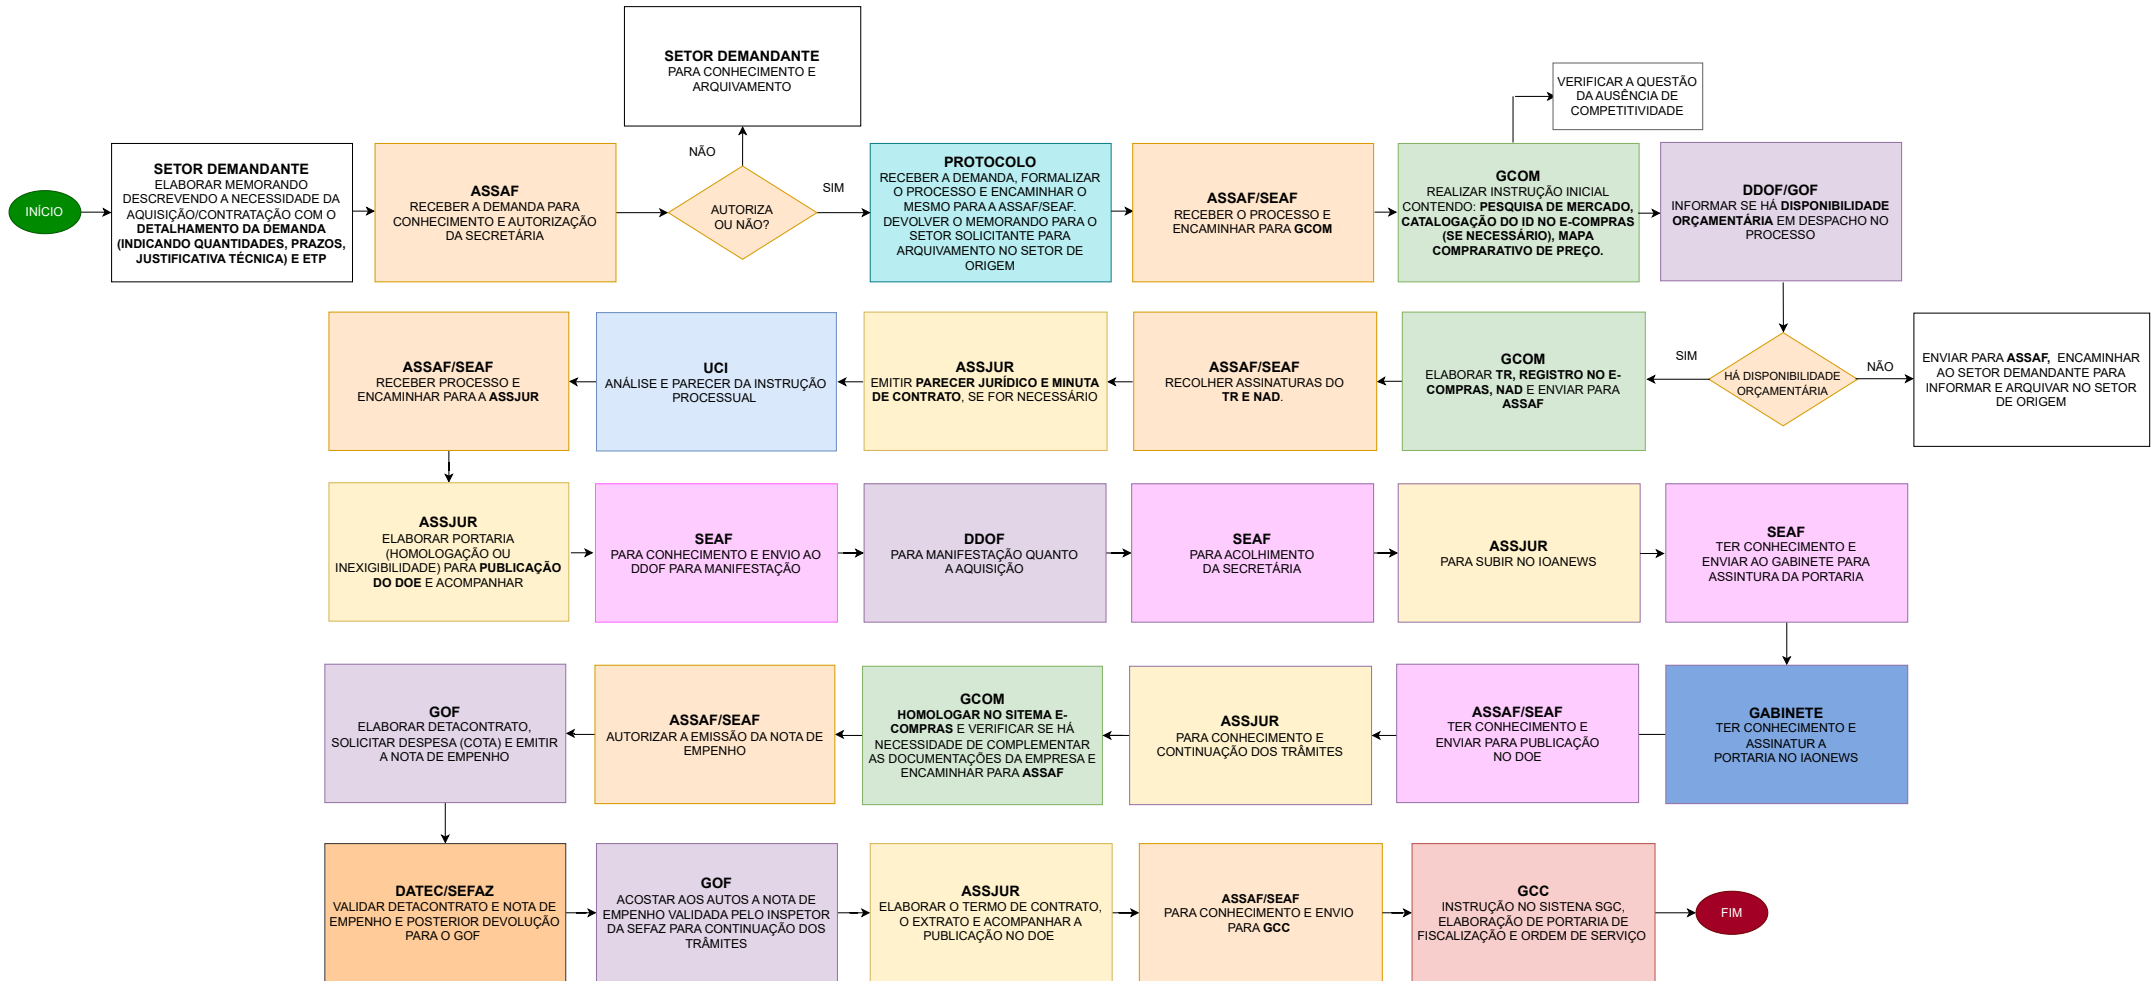 SETOR DEMANDANTE
PARA CONHECIMENTO E
ARQUIVAMENTO
VERIFICAR A QUESTÃO
DA AUSÊNCIA DE
COMPETITIVIDADE
INÍCIO
SETOR DEMANDANTE
ELABORAR MEMORANDO
DESCREVENDO A NECESSIDADE DA
AQUISIÇÃO/CONTRATAÇÃO COM O
DETALHAMENTO DA DEMANDA
(INDICANDO QUANTIDADES, PRAZOS,
JUSTIFICATIVA TÉCNICA) E ETP
ASSAF
RECEBER A DEMANDA PARA
CONHECIMENTO E AUTORIZAÇÃO
DA SECRETÁRIA
NÃO
AUTORIZA
OU NÃO?
SIM
PROTOCOLO
RECEBER A DEMANDA, FORMALIZAR
O PROCESSO E ENCAMINHAR O
MESMO PARA A ASSAF/SEAF.
DEVOLVER O MEMORANDO PARA O
SETOR SOLICITANTE PARA
ARQUIVAMENTO NO SETOR DE
ORIGEM
ASSAF/SEAF
RECEBER O PROCESSO E
ENCAMINHAR PARA GCOM
GCOM
REALIZAR INSTRUÇÃO INICIAL
CONTENDO: PESQUISA DE MERCADO,
CATALOGAÇÃO DO ID NO E-COMPRAS
(SE NECESSÁRIO), MAPA
COMPRARATIVO DE PREÇO.
DDOF/GOF
INFORMAR SE HÁ DISPONIBILIDADE
ORÇAMENTÁRIA EM DESPACHO NO
PROCESSO
HÁ DISPONIBILIDADE
ORÇAMENTÁRIA
NÃO
ENVIAR PARA ASSAF, ENCAMINHAR
AO SETOR DEMANDANTE PARA
INFORMAR E ARQUIVAR NO SETOR
DE ORIGEM
SIM
GCOM
ELABORAR TR, REGISTRO NO E-
COMPRAS, NAD E ENVIAR PARA
ASSAF
ASSAF/SEAF
RECOLHER ASSINATURAS DO
TR E NAD.
ASSJUR
EMITIR PARECER JURÍDICO E MINUTA
DE CONTRATO, SE FOR NECESSÁRIO
UCI
ANÁLISE E PARECER DA INSTRUÇÃO
PROCESSUAL
ASSAF/SEAF
RECEBER PROCESSO E
ENCAMINHAR PARA A ASSJUR
ASSJUR
ELABORAR PORTARIA
(HOMOLOGAÇÃO OU
INEXIGIBILIDADE) PARA PUBLICAÇÃO
DO DOE E ACOMPANHAR
SEAF
PARA CONHECIMENTO E ENVIO AO
DDOF PARA MANIFESTAÇÃO
DDOF
PARA MANIFESTAÇÃO QUANTO
A AQUISIÇÃO
SEAF
PARA ACOLHIMENTO
DA SECRETÁRIA
ASSJUR
PARA SUBIR NO IOANEWS
SEAF
TER CONHECIMENTO E
ENVIAR AO GABINETE PARA
ASSINTURA DA PORTARIA
GABINETE
TER CONHECIMENTO E
ASSINATUR A
PORTARIA NO IAONEWS
ASSAF/SEAF
TER CONHECIMENTO E
ENVIAR PARA PUBLICAÇÃO
NO DOE
ASSJUR
PARA CONHECIMENTO E
CONTINUAÇÃO DOS TRÂMITES
GCOM
HOMOLOGAR NO SITEMA E-
COMPRAS E VERIFICAR SE HÁ
NECESSIDADE DE COMPLEMENTAR
AS DOCUMENTAÇÕES DA EMPRESA E
ENCAMINHAR PARA ASSAF
ASSAF/SEAF
AUTORIZAR A EMISSÃO DA NOTA DE
EMPENHO
GOF
ELABORAR DETACONTRATO,
SOLICITAR DESPESA (COTA) E EMITIR
A NOTA DE EMPENHO
DATEC/SEFAZ
VALIDAR DETACONTRATO E NOTA DE
EMPENHO E POSTERIOR DEVOLUÇÃO
PARA O GOF
GOF
ACOSTAR AOS AUTOS A NOTA DE
EMPENHO VALIDADA PELO INSPETOR
DA SEFAZ PARA CONTINUAÇÃO DOS
TRÂMITES
ASSJUR
ELABORAR O TERMO DE CONTRATO,
O EXTRATO E ACOMPANHAR A
PUBLICAÇÃO NO DOE
ASSAF/SEAF
PARA CONHECIMENTO E ENVIO
PARA GCC
GCC
INSTRUÇÃO NO SISTENA SGC,
ELABORAÇÃO DE PORTARIA DE
FISCALIZAÇÃO E ORDEM DE SERVIÇO
FIM